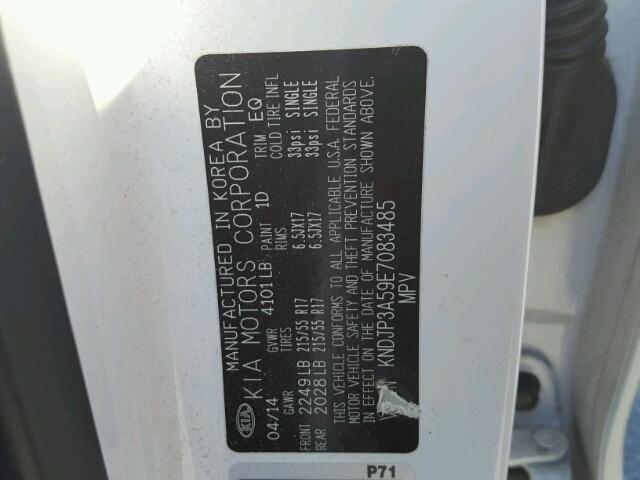 MANUFACTURED IN KOREA BY
KIA KIA MOTORS CORPORATION
04/14 GVWR 4101LB PAINT 1D TRIM EQ
GAWR TIRES RIMS COLD TIRE INFL
FRONT 2249LB 215/55 R17 6.5JX17 33psi SINGLE
REAR 2028LB 215/55 R17 6.5JX17 33psi SINGLE
THIS VEHICLE CONFORMS TO ALL APPLICABLE U.S.A. FEDERAL
MOTOR VEHICLE SAFETY AND THEFT PREVENTION STANDARDS
IN EFFECT ON THE DATE OF MANUFACTURE SHOWN ABOVE.
KNDJP3A59E7083485
MPV
P71